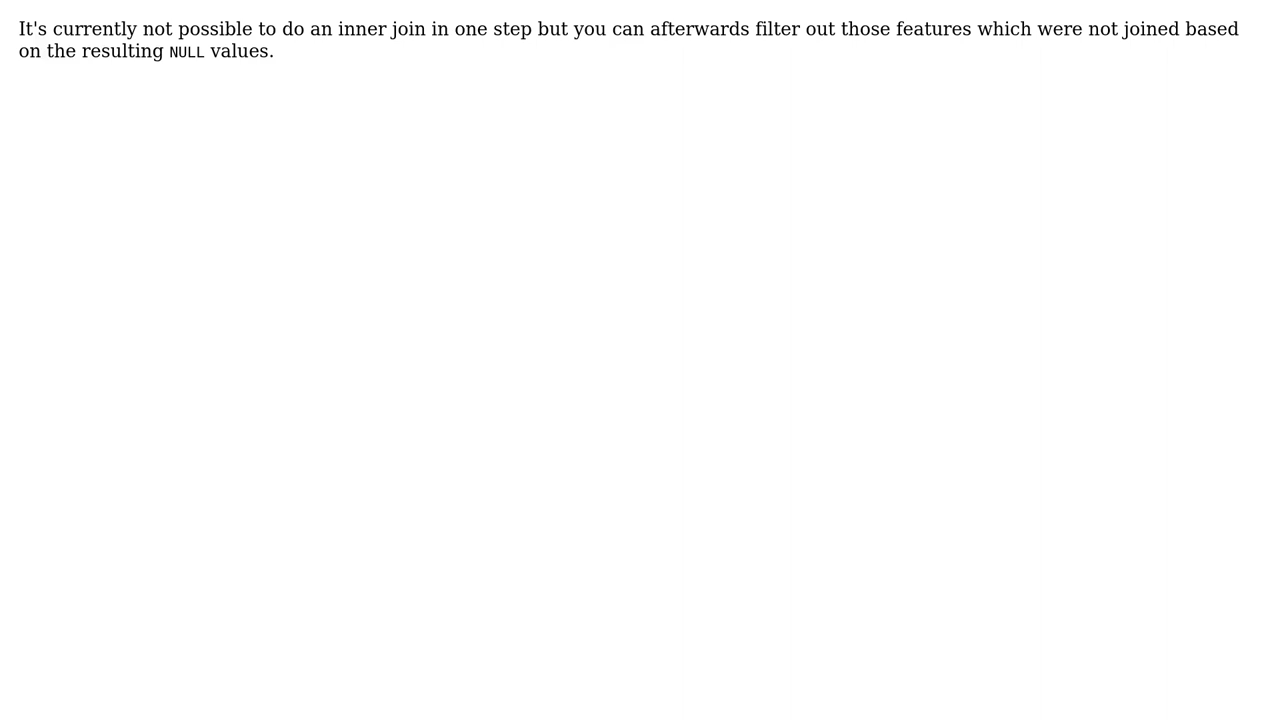 It's currently not possible to do an inner join in one step but you can afterwards filter out those features which were not joined based
on the resulting NULL values.